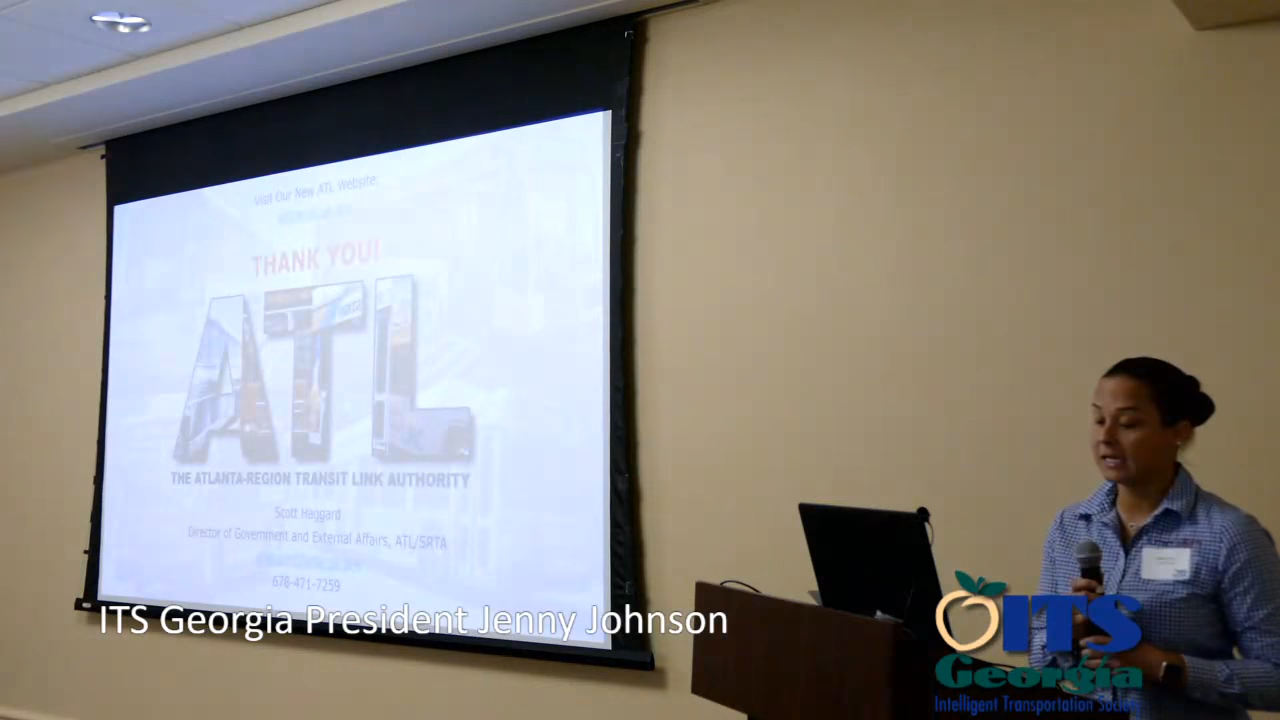 Visit Our New ATL Website:
THANK YOU!
ATL
THE ATLANTA-REGION TRANSIT LINK AUTHORITY
Scott Haggard
Director of Government and External Affairs, ATL/SRTA
678-471-7259
ITS Georgia President Jenny Johnson
ITS
Georgia
Intelligent Transportation Society